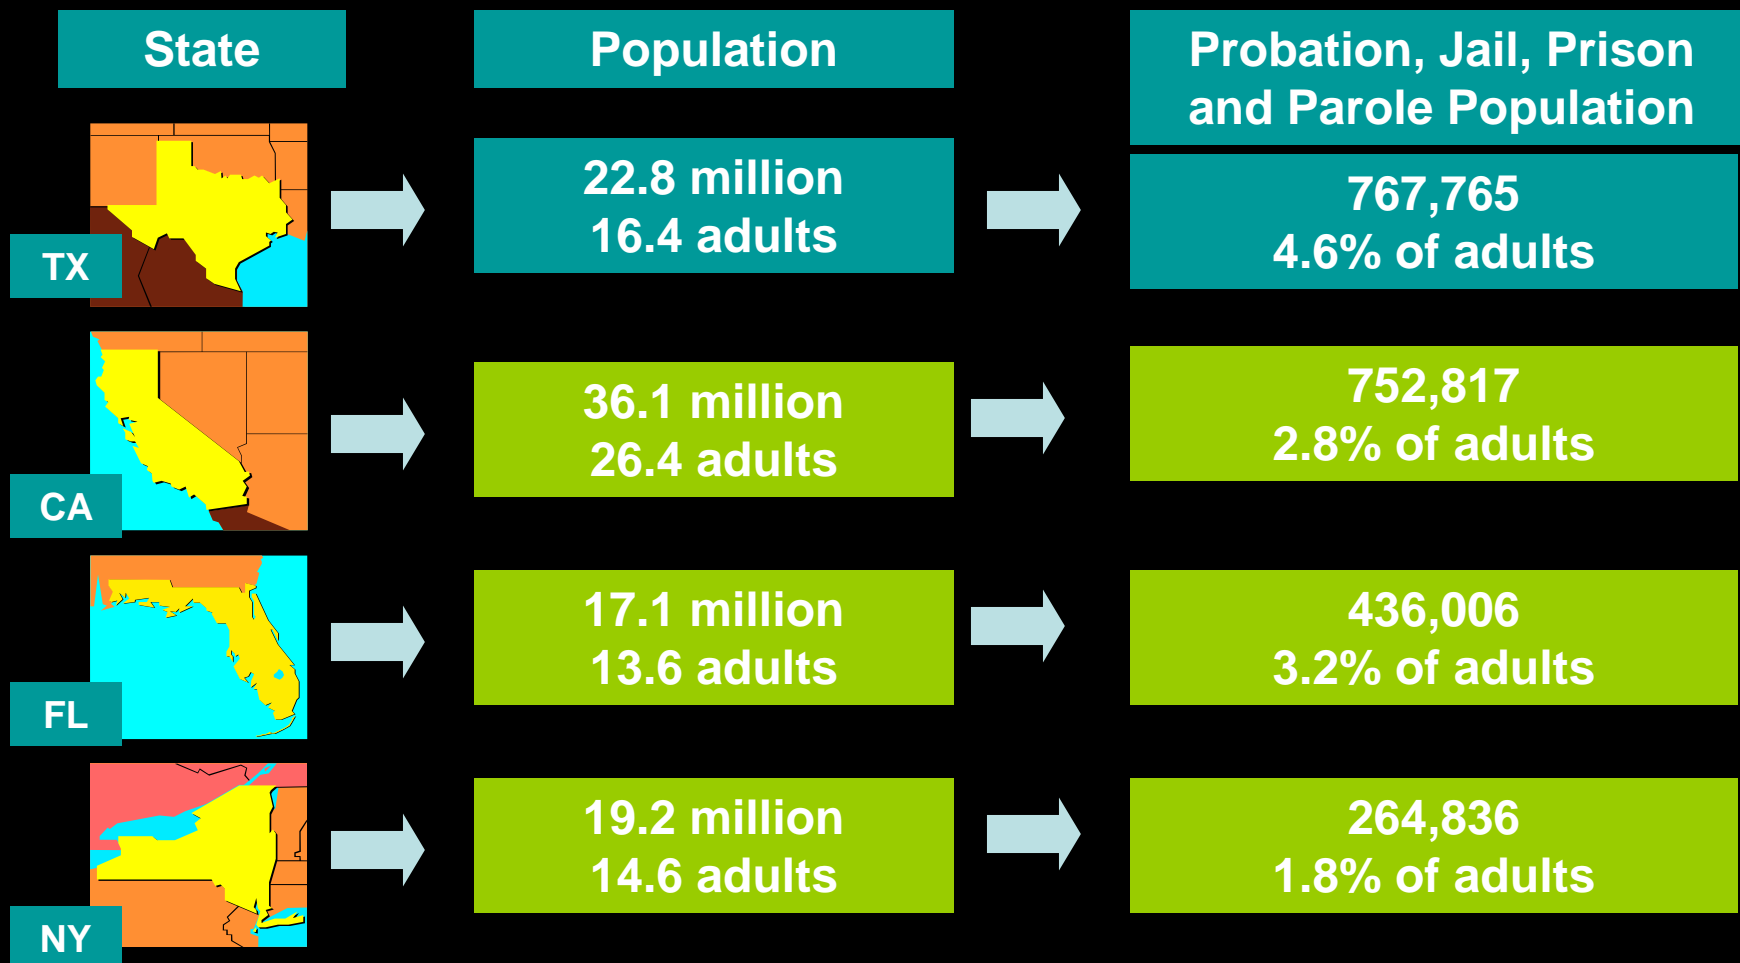 State
Population
Probation, Jail, Prison
and Parole Population
TX
22.8 million
16.4 adults
767,765
4.6% of adults
CA
36.1 million
26.4 adults
752,817
2.8% of adults
FL
17.1 million
13.6 adults
436,006
3.2% of adults
NY
19.2 million
14.6 adults
264,836
1.8% of adults